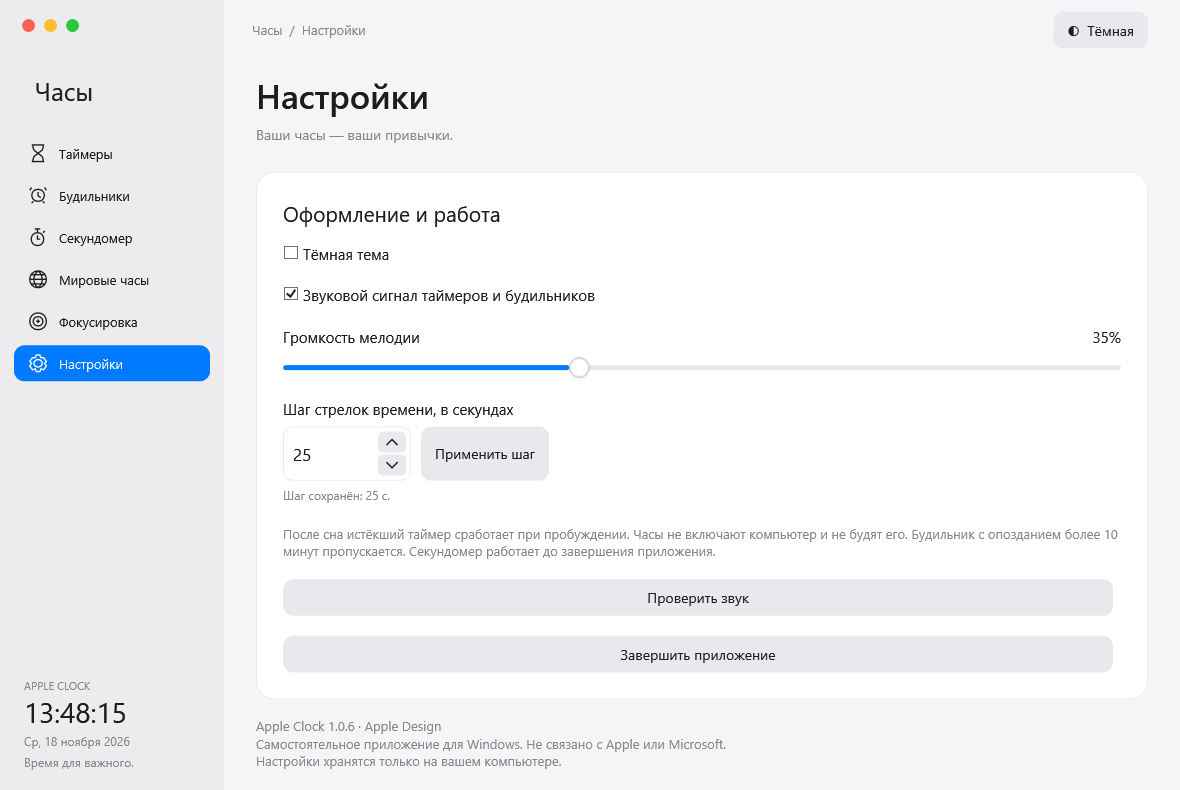 Часы
Таймеры
Будильники
Секундомер
Мировые часы
Фокусировка
Настройки
APPLE CLOCK
13:48:15
Ср, 18 ноября 2026
Время для важного.
Часы / Настройки
Тёмная
Настройки
Ваши часы — ваши привычки.
Оформление и работа
Тёмная тема
Звуковой сигнал таймеров и будильников
Громкость мелодии 35%
Шаг стрелок времени, в секундах
25
Применить шаг
Шаг сохранён: 25 с.
После сна истёкший таймер сработает при пробуждении. Часы не включают компьютер и не будят его. Будильник с опозданием более 10
минут пропускается. Секундомер работает до завершения приложения.
Проверить звук
Завершить приложение
Apple Clock 1.0.6 · Apple Design
Самостоятельное приложение для Windows. Не связано с Apple или Microsoft.
Настройки хранятся только на вашем компьютере.